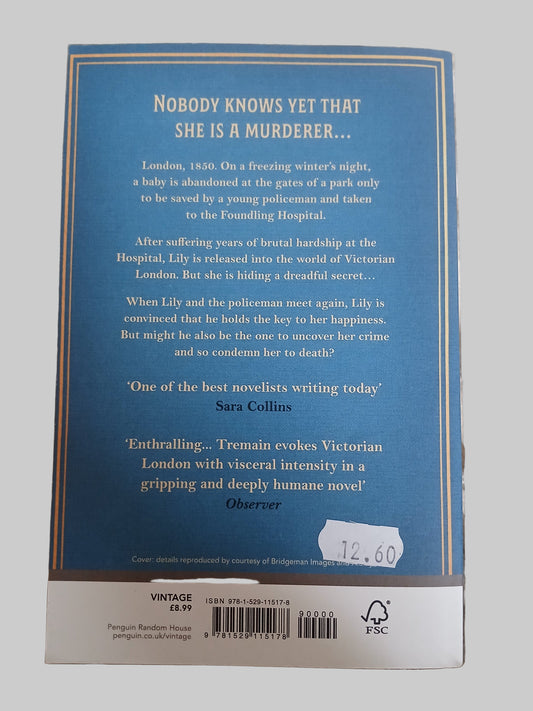 NOBODY KNOWS YET THAT
SHE IS A MURDERER...
London, 1850. On a freezing winter's night,
a baby is abandoned at the gates of a park only
to be saved by a young policeman and taken
to the Foundling Hospital.
After suffering years of brutal hardship at the
Hospital, Lily is released into the world of Victorian
London. But she is hiding a dreadful secret...
When Lily and the policeman meet again, Lily is
convinced that he holds the key to her happiness.
But might he also be the one to uncover her crime
and so condemn her to death?
'One of the best novelists writing today'
Sara Collins
'Enthralling... Tremain evokes Victorian
London with visceral intensity in a
gripping and deeply humane novel'
Observer
12.60
Cover: details reproduced by courtesy of Bridgeman Images and
VINTAGE
£8.99
Penguin Random House
penguin.co.uk/vintage
ISBN 978-1-529-11517-8
90000
9 781529 115178
FSC